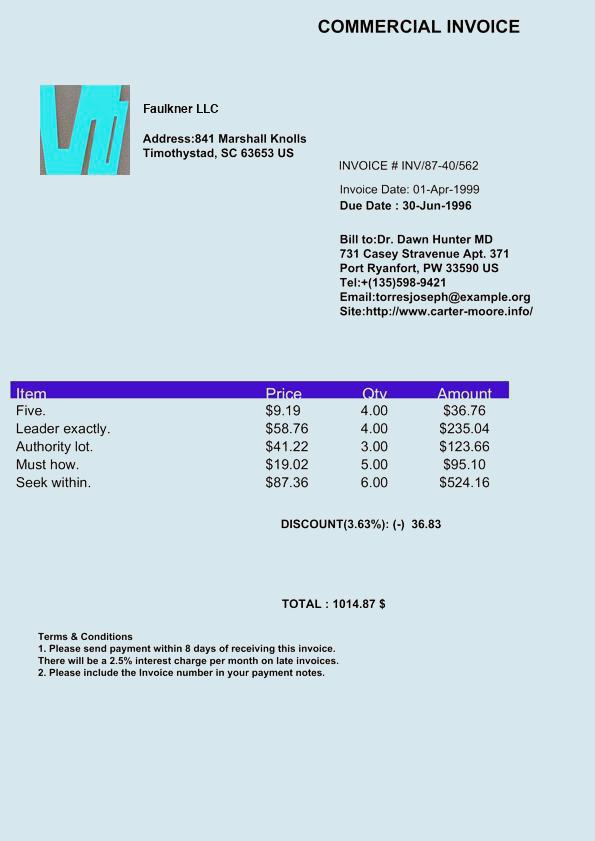 COMMERCIAL INVOICE
Faulkner LLC
Address:841 Marshall Knolls
Timothystad, SC 63653 US
INVOICE # INV/87-40/562
Invoice Date: 01-Apr-1999
Due Date : 30-Jun-1996
Bill to:Dr. Dawn Hunter MD
731 Casey Stravenue Apt. 371
Port Ryanfort, PW 33590 US
Tel:+(135)598-9421
Email:torresjoseph@example.org
Site:http://www.carter-moore.info/
Item Price Qty Amount
Five. $9.19 4.00 $36.76
Leader exactly. $58.76 4.00 $235.04
Authority lot. $41.22 3.00 $123.66
Must how. $19.02 5.00 $95.10
Seek within. $87.36 6.00 $524.16
DISCOUNT(3.63%): (-) 36.83
TOTAL : 1014.87 $
Terms & Conditions
1. Please send payment within 8 days of receiving this invoice.
There will be a 2.5% interest charge per month on late invoices.
2. Please include the Invoice number in your payment notes.